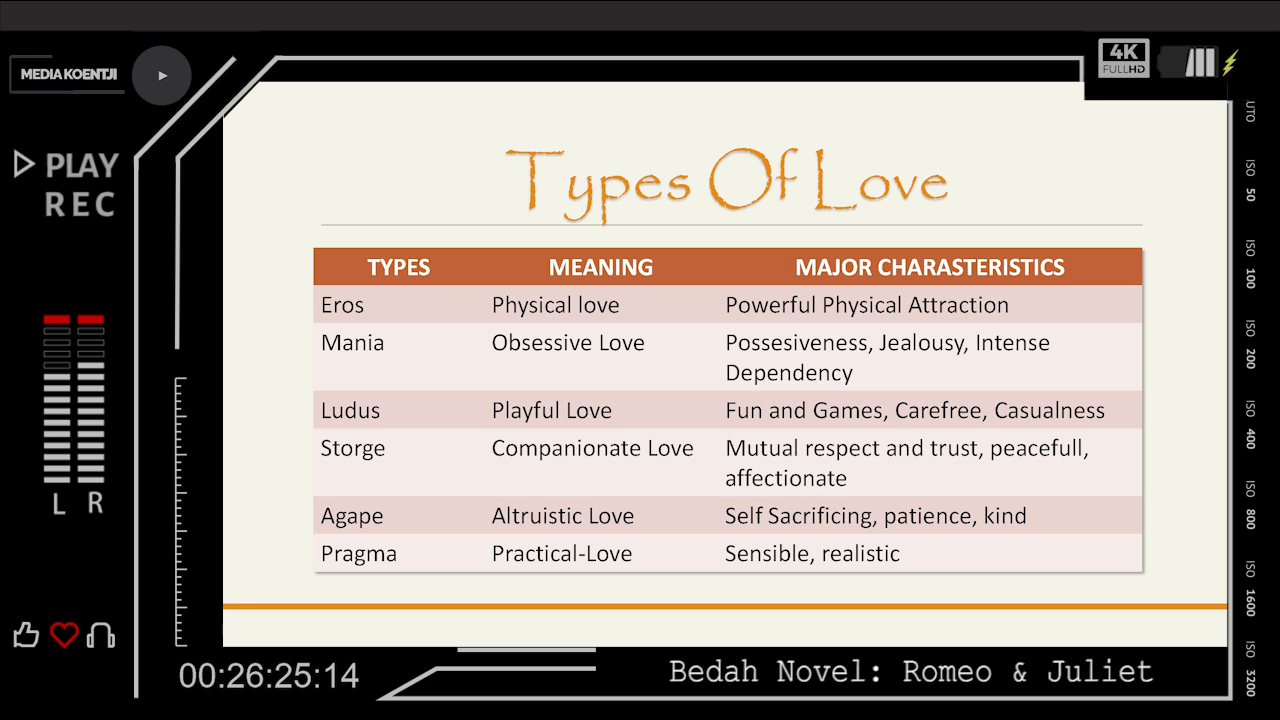 MEDIA KOENTJI
4K
FULL HD
PLAY
REC
Types Of Love
TYPES MEANING MAJOR CHARASTERISTICS
Eros Physical love Powerful Physical Attraction
Mania Obsessive Love Possesiveness, Jealousy, Intense
Dependency
Ludus Playful Love Fun and Games, Carefree, Casualness
Storge Companionate Love Mutual respect and trust, peacefull,
affectionate
Agape Altruistic Love Self Sacrificing, patience, kind
Pragma Practical-Love Sensible, realistic
L R
00:26:25:14
Bedah Novel: Romeo & Juliet
UTO
ISO 50
ISO 100
ISO 200
ISO 400
ISO 800
ISO 1600
ISO 3200